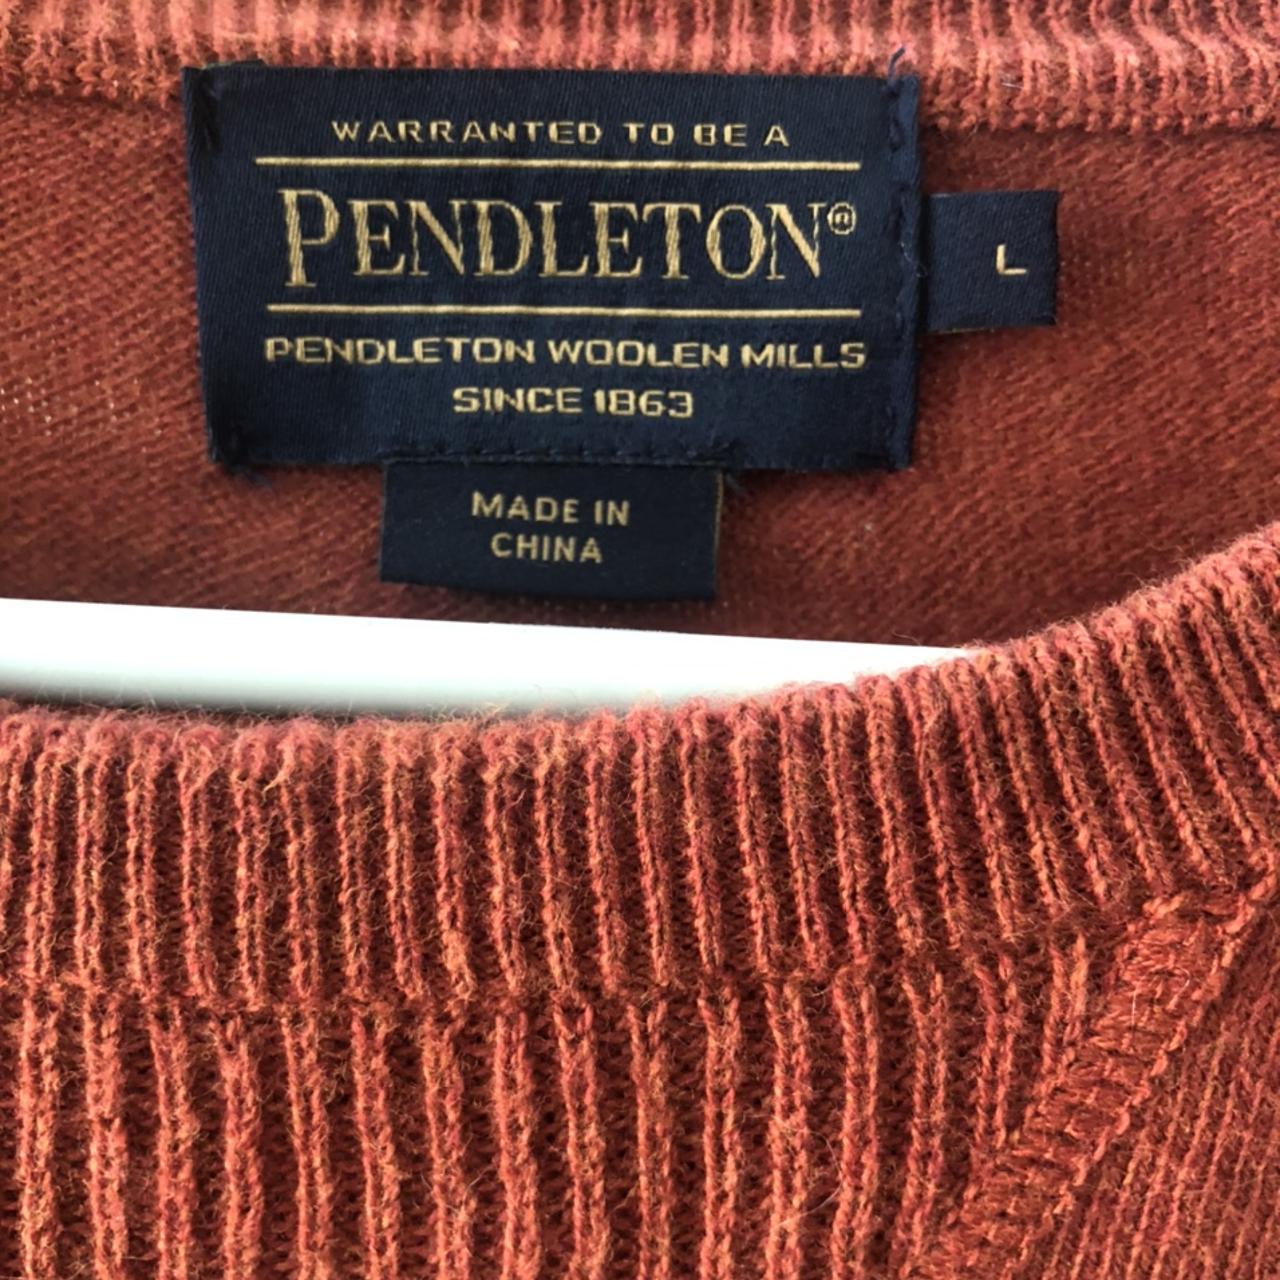 WARRANTED TO BE A
PENDLETON®
PENDLETON WOOLEN MILLS
SINCE 1863
L
MADE IN
CHINA